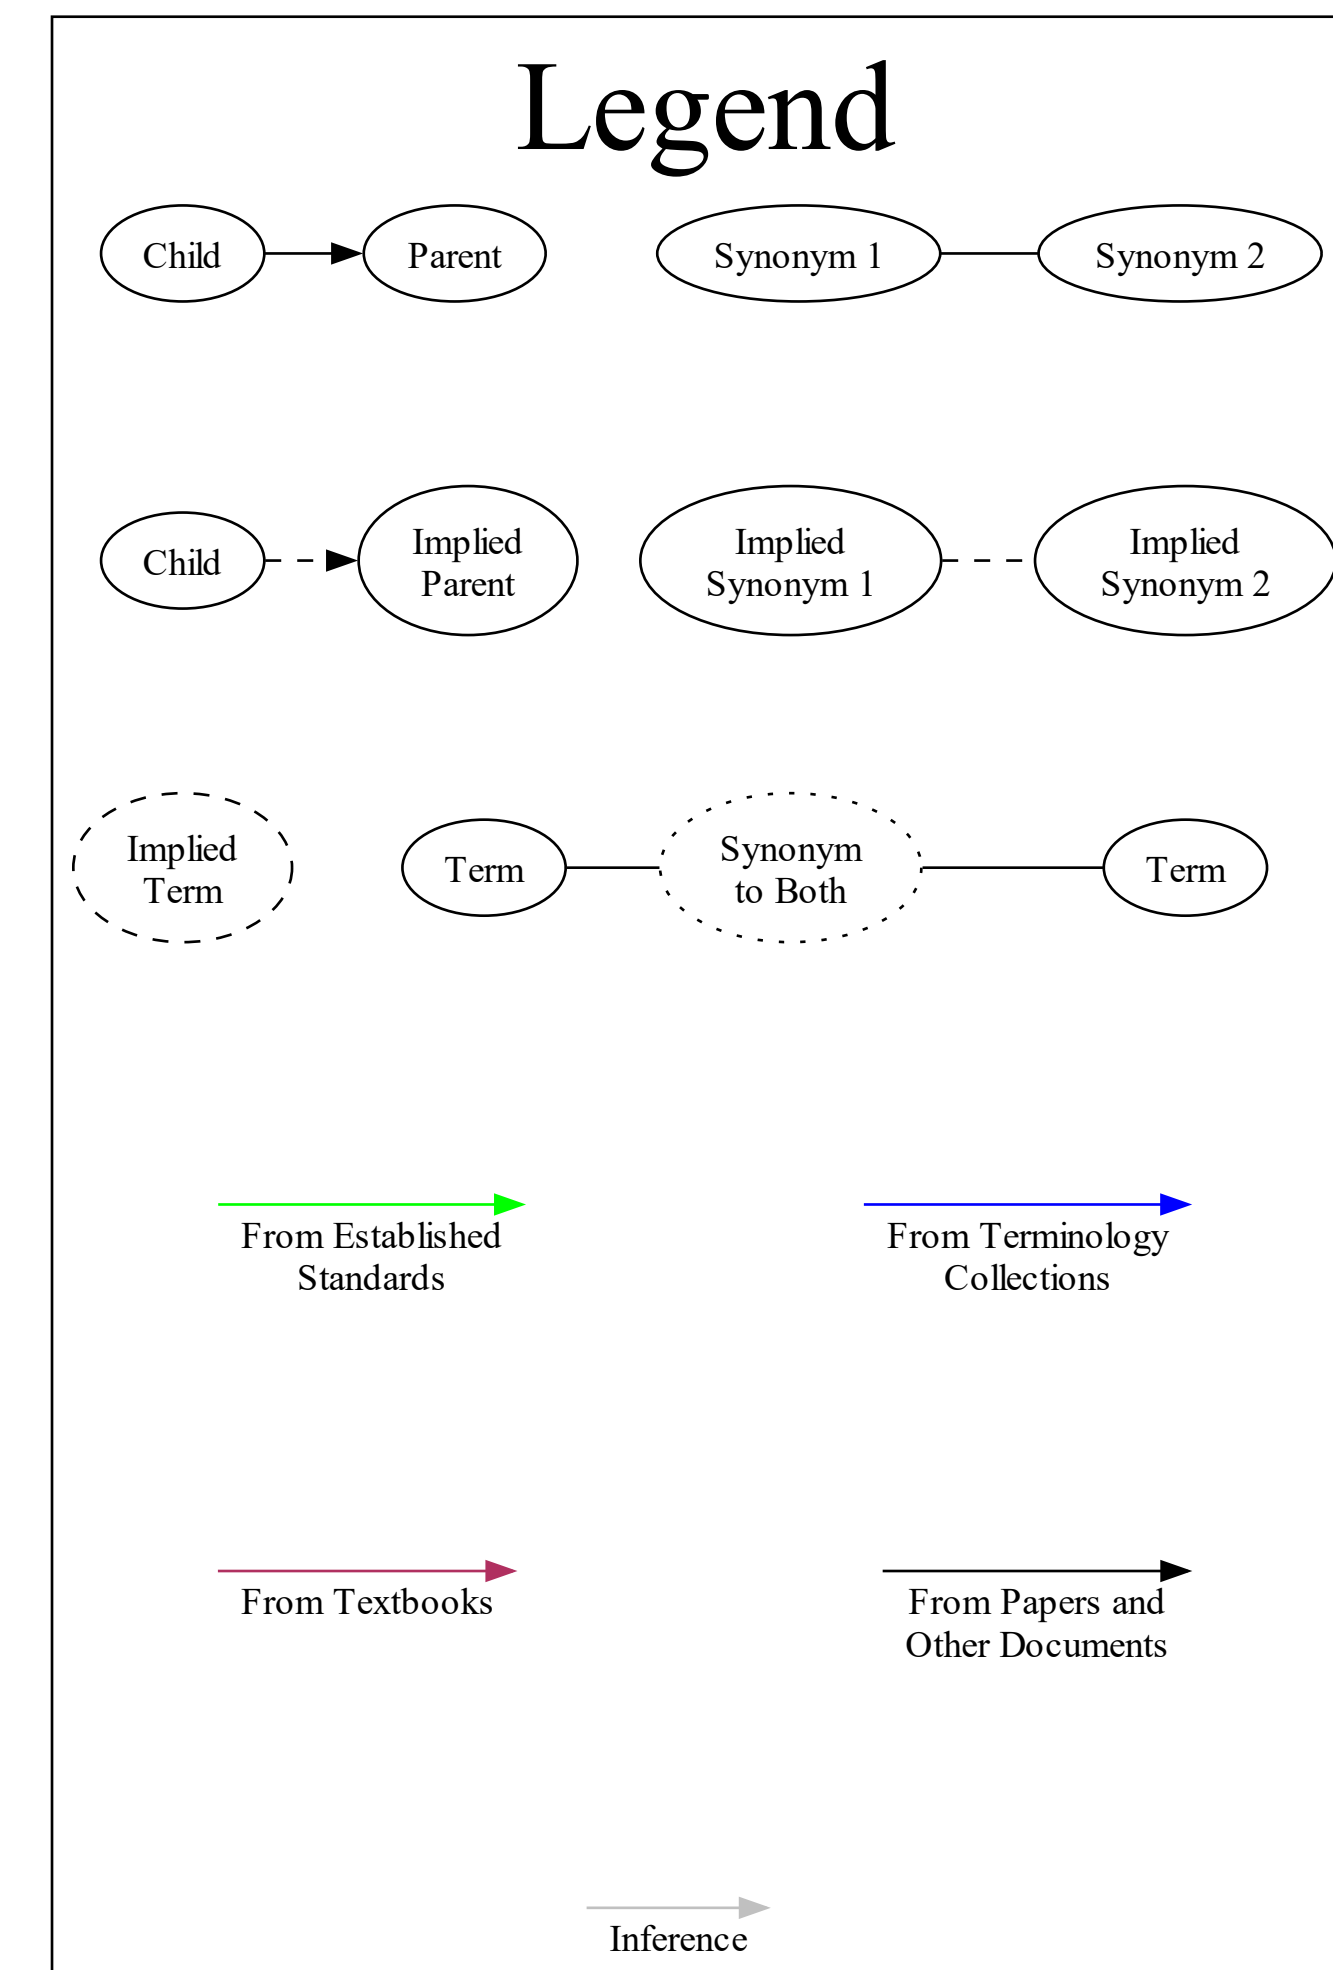 Legend
Child
Parent
Synonym 1
Synonym 2
Child
Implied
Parent
Implied
Synonym 1
Implied
Synonym 2
Implied
Term
Term
Synonym
to Both
Term
From Established
Standards
From Terminology
Collections
From Textbooks
From Papers and
Other Documents
Inference